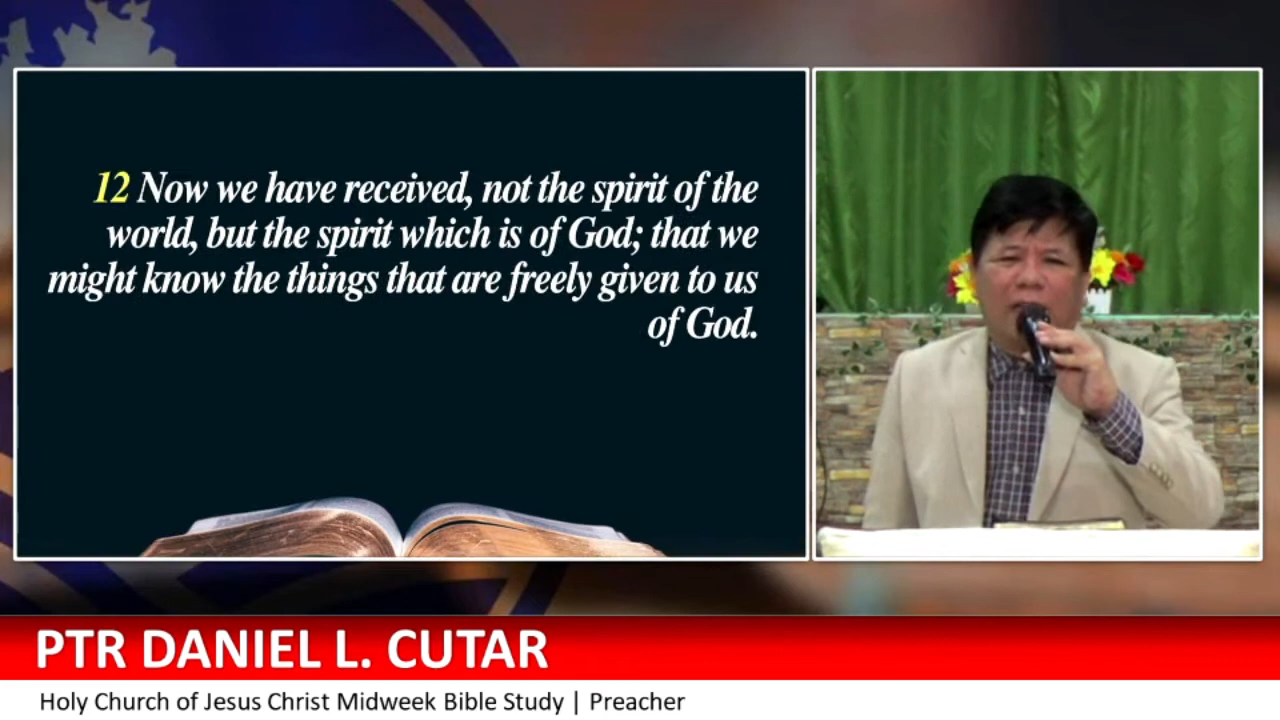 12 Now we have received, not the spirit of the
world, but the spirit which is of God; that we
might know the things that are freely given to us
of God.
PTR DANIEL L. CUTAR
Holy Church of Jesus Christ Midweek Bible Study | Preacher